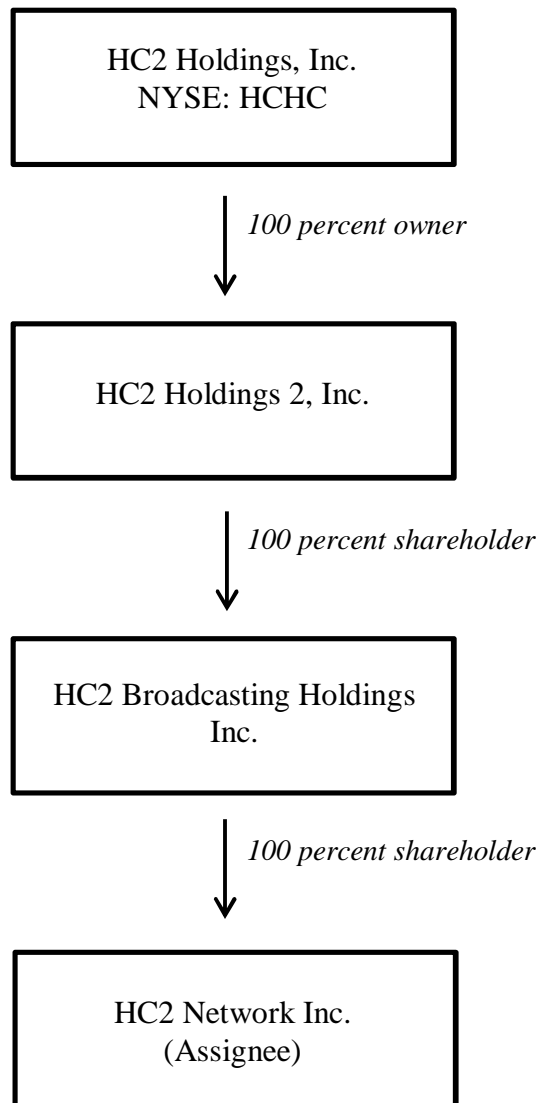 HC2 Holdings, Inc.
NYSE: HCHC
100 percent owner
HC2 Holdings 2, Inc.
100 percent shareholder
HC2 Broadcasting Holdings
Inc.
100 percent shareholder
HC2 Network Inc.
(Assignee)